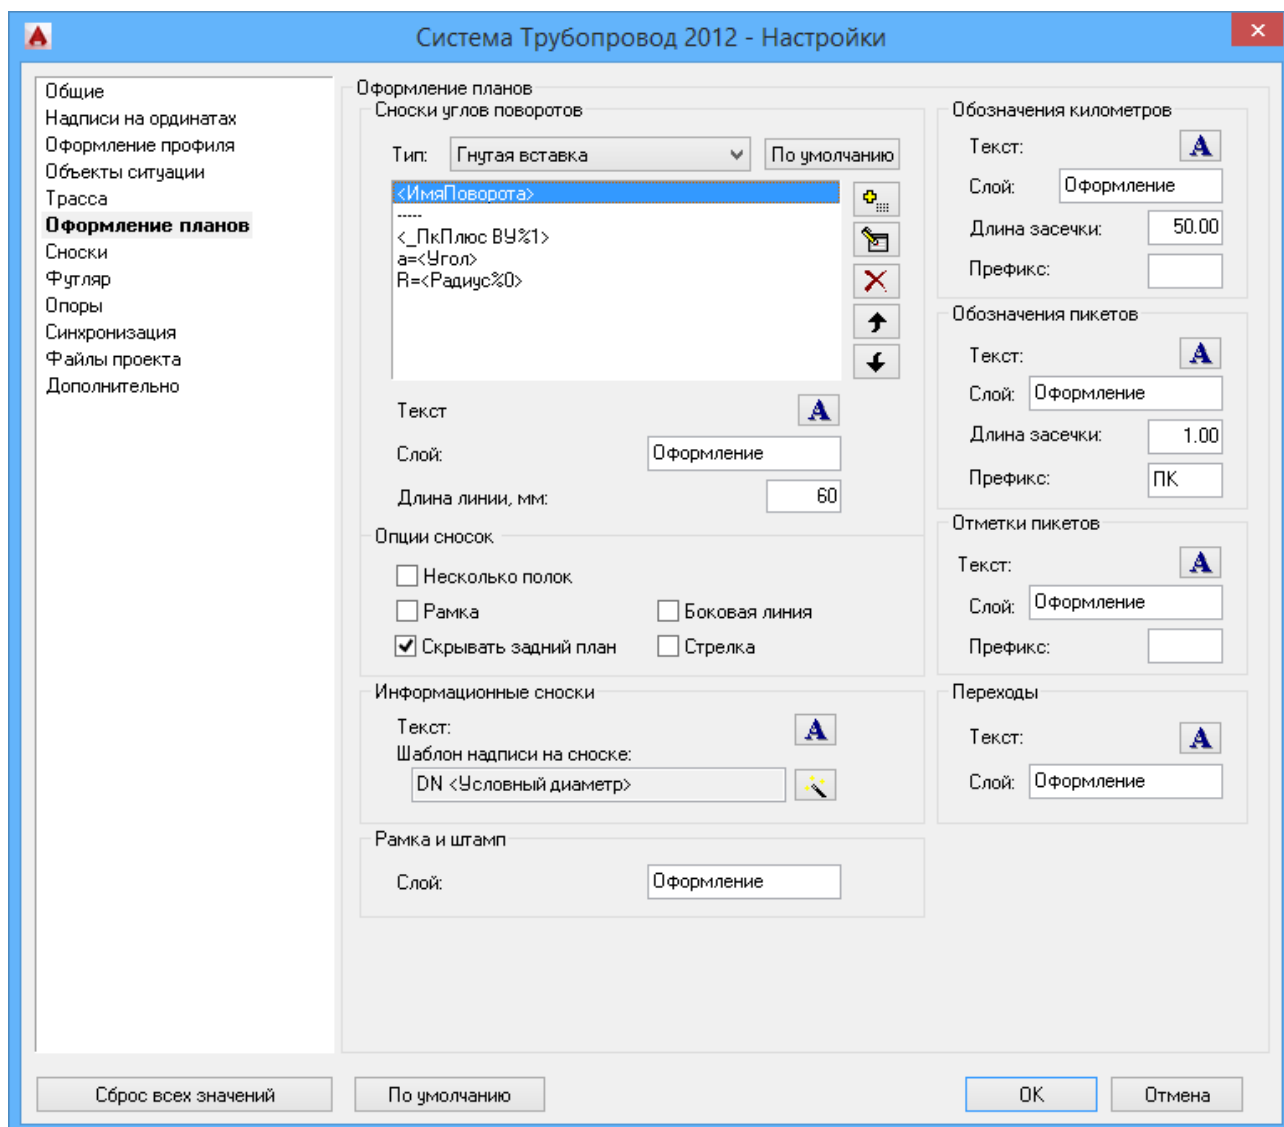 Система Трубопровод 2012 - Настройки
Общие
Надписи на ординатах
Оформление профиля
Объекты ситуации
Трасса
Оформление планов
Сноски
Футляр
Опоры
Синхронизация
Файлы проекта
Дополнительно
Оформление планов
Сноски углов поворотов
Тип: Гнутая вставка По умолчанию
<ИмяПоворота>
-----
<_ПкПлюс ВУ%1>
a=<Угол>
R=<Радиус%0>
Текст A
Слой: Оформление
Длина линии, мм: 60
Опции сносок
Несколько полок
Рамка Боковая линия
Скрывать задний план Стрелка
Информационные сноски
Текст: A
Шаблон надписи на сноске:
DN <Условный диаметр>
Рамка и штамп
Слой: Оформление
Обозначения километров
Текст: A
Слой: Оформление
Длина засечки: 50.00
Префикс:
Обозначения пикетов
Текст: A
Слой: Оформление
Длина засечки: 1.00
Префикс: ПК
Отметки пикетов
Текст: A
Слой: Оформление
Префикс:
Переходы
Текст: A
Слой: Оформление
Сброс всех значений По умолчанию OK Отмена